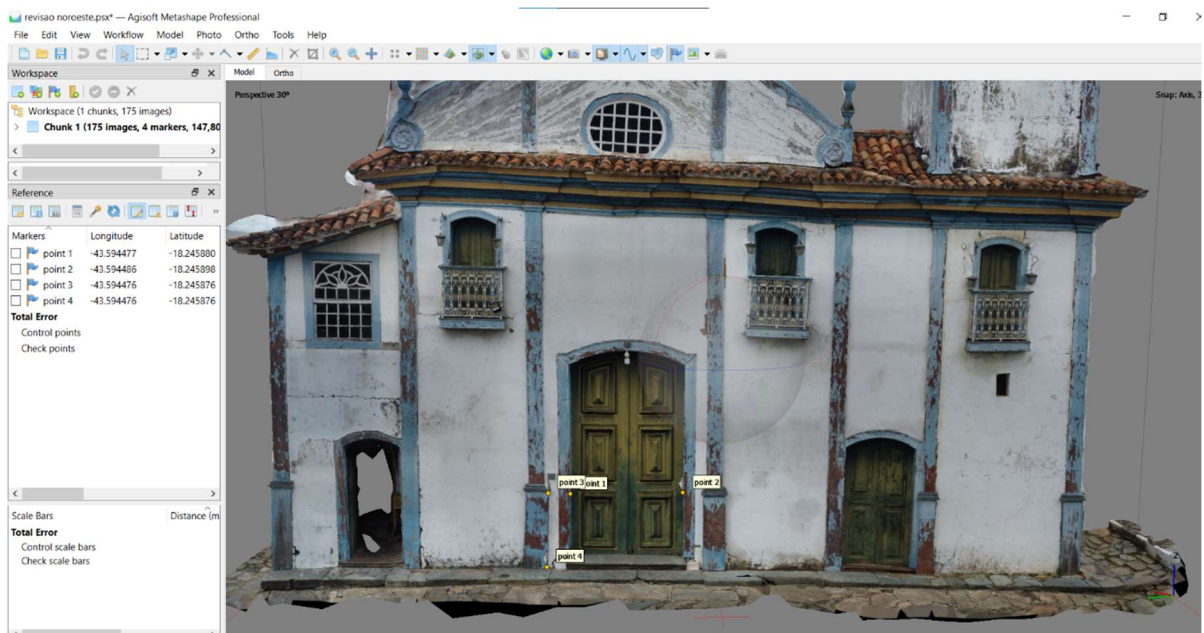 revisao noroeste.psx* — Agisoft Metashape Professional
File Edit View Workflow Model Photo Ortho Tools Help
Workspace
Model Ortho
Perspective 30°
Snap: Axis, 3
Workspace (1 chunks, 175 images)
Chunk 1 (175 images, 4 markers, 147,80
Reference
Markers Longitude Latitude
point 1 -43.594477 -18.245880
point 2 -43.594486 -18.245898
point 3 -43.594476 -18.245876
point 4 -43.594476 -18.245876
Total Error
Control points
Check points
point 3 oint 1 point 2
point 4
Scale Bars Distance (m
Total Error
Control scale bars
Check scale bars
Z